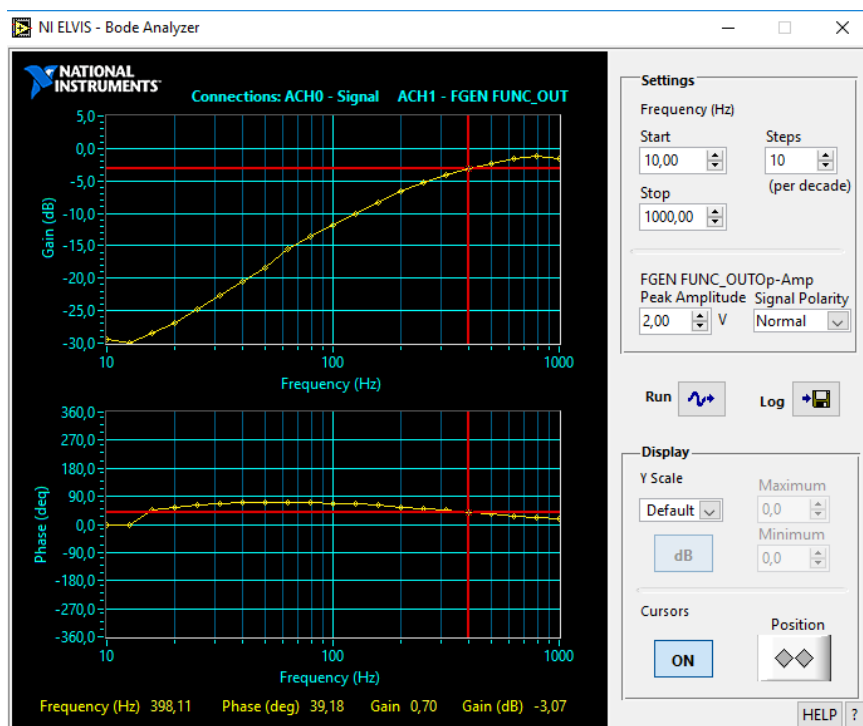 NI ELVIS - Bode Analyzer
NATIONAL
INSTRUMENTS™
Connections: ACH0 - Signal ACH1 - FGEN FUNC_OUT
5,0
0,0
-5,0
-10,0
-15,0
-20,0
-25,0
-30,0
Gain (dB)
10 100 1000
Frequency (Hz)
360,0
270,0
180,0
90,0
0,0
-90,0
-180,0
-270,0
-360,0
Phase (deq)
10 100 1000
Frequency (Hz)
Frequency (Hz) 398,11 Phase (deg) 39,18 Gain 0,70 Gain (dB) -3,07
Settings
Frequency (Hz)
Start Steps
10,00 10
(per decade)
Stop
1000,00
FGEN FUNC_OUTOp-Amp
Peak Amplitude Signal Polarity
2,00 V Normal
Run Log
Display
Y Scale Maximum
Default 0,0
Minimum
dB 0,0
Cursors
Position
ON
HELP ?